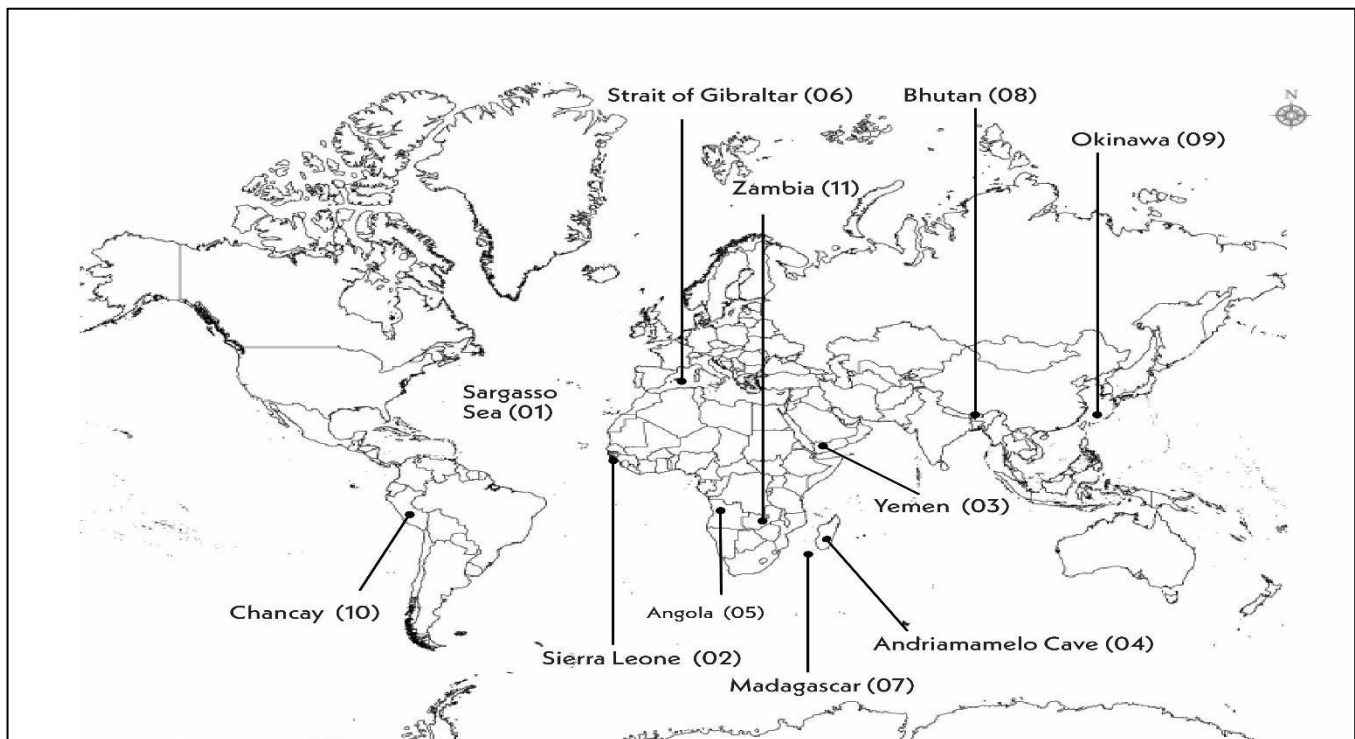 Strait of Gibraltar (06)
Bhutan (08)
N
Okinawa (09)
Zambia (11)
Sargasso
Sea (01)
Yemen (03)
Chancay (10)
Angola (05)
Andriamamelo Cave (04)
Sierra Leone (02)
Madagascar (07)